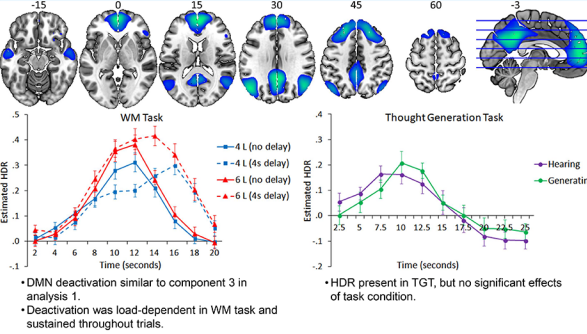 -15 0 15 30 45 60 -3
WM Task
Estimated HDR
.5
.4
.3
.2
.1
.0
-.1
2 4 6 8 10 12 14 16 18 20
Time (seconds)
4 L (no delay)
4 L (4s delay)
6 L (no delay)
6 L (4s delay)
Thought Generation Task
Estimated HDR
.4
.3
.2
.1
.0
-.1
-.2
2.5 5 7.5 10 12.5 15 17.5 20 22.5 25
Time (seconds)
Hearing
Generatin
• DMN deactivation similar to component 3 in
analysis 1.
• Deactivation was load-dependent in WM task and
sustained throughout trials.
• HDR present in TGT, but no significant effects
of task condition.